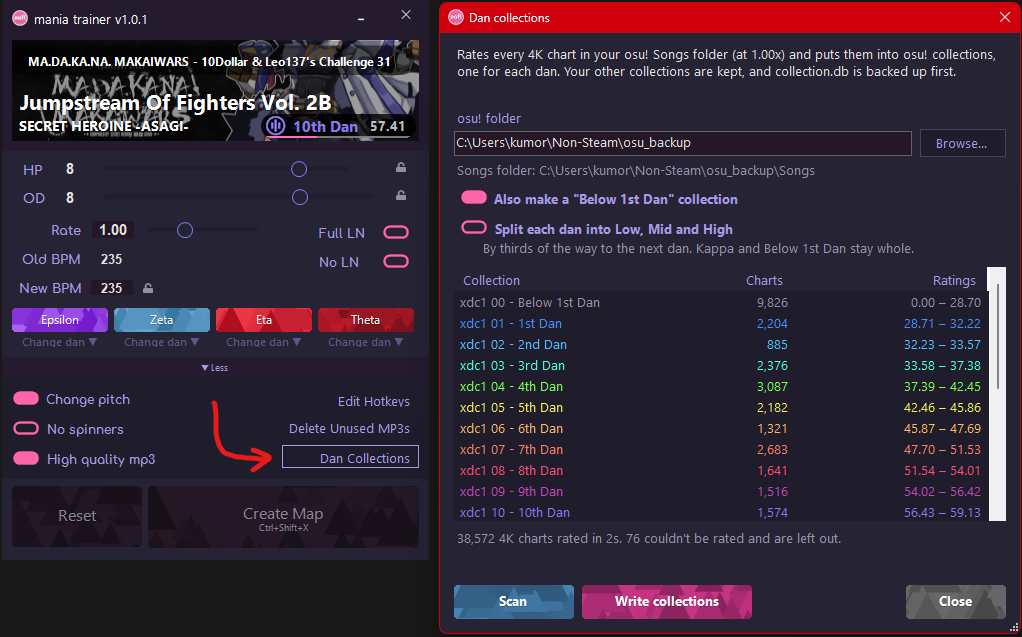 oof!
mania trainer v1.0.1
MA.DA.KA.NA. MAKAIWARS - 10Dollar & Leo137's Challenge 31
Jumpstream Of Fighters Vol. 2B
SECRET HEROINE -ASAGI-
10th Dan 57.41
HP 8
OD 8
Rate 1.00
Full LN
Old BPM 235
No LN
New BPM 235
Epsilon Zeta Eta Theta
Change dan ▼ Change dan ▼ Change dan ▼ Change dan ▼
▼ Less
Change pitch
Edit Hotkeys
No spinners
Delete Unused MP3s
High quality mp3
Dan Collections
Reset
Create Map
Ctrl+Shift+X
oof!
Dan collections
Rates every 4K chart in your osu! Songs folder (at 1.00x) and puts them into osu! collections,
one for each dan. Your other collections are kept, and collection.db is backed up first.
osu! folder
C:\Users\kumor\Non-Steam\osu_backup
Browse...
Songs folder: C:\Users\kumor\Non-Steam\osu_backup\Songs
Also make a "Below 1st Dan" collection
Split each dan into Low, Mid and High
By thirds of the way to the next dan. Kappa and Below 1st Dan stay whole.
Collection Charts Ratings
xdc1 00 - Below 1st Dan 9,826 0.00 – 28.70
xdc1 01 - 1st Dan 2,204 28.71 – 32.22
xdc1 02 - 2nd Dan 885 32.23 – 33.57
xdc1 03 - 3rd Dan 2,376 33.58 – 37.38
xdc1 04 - 4th Dan 3,087 37.39 – 42.45
xdc1 05 - 5th Dan 2,182 42.46 – 45.86
xdc1 06 - 6th Dan 1,321 45.87 – 47.69
xdc1 07 - 7th Dan 2,683 47.70 – 51.53
xdc1 08 - 8th Dan 1,641 51.54 – 54.01
xdc1 09 - 9th Dan 1,516 54.02 – 56.42
xdc1 10 - 10th Dan 1,574 56.43 – 59.13
38,572 4K charts rated in 2s. 76 couldn't be rated and are left out.
Scan
Write collections
Close